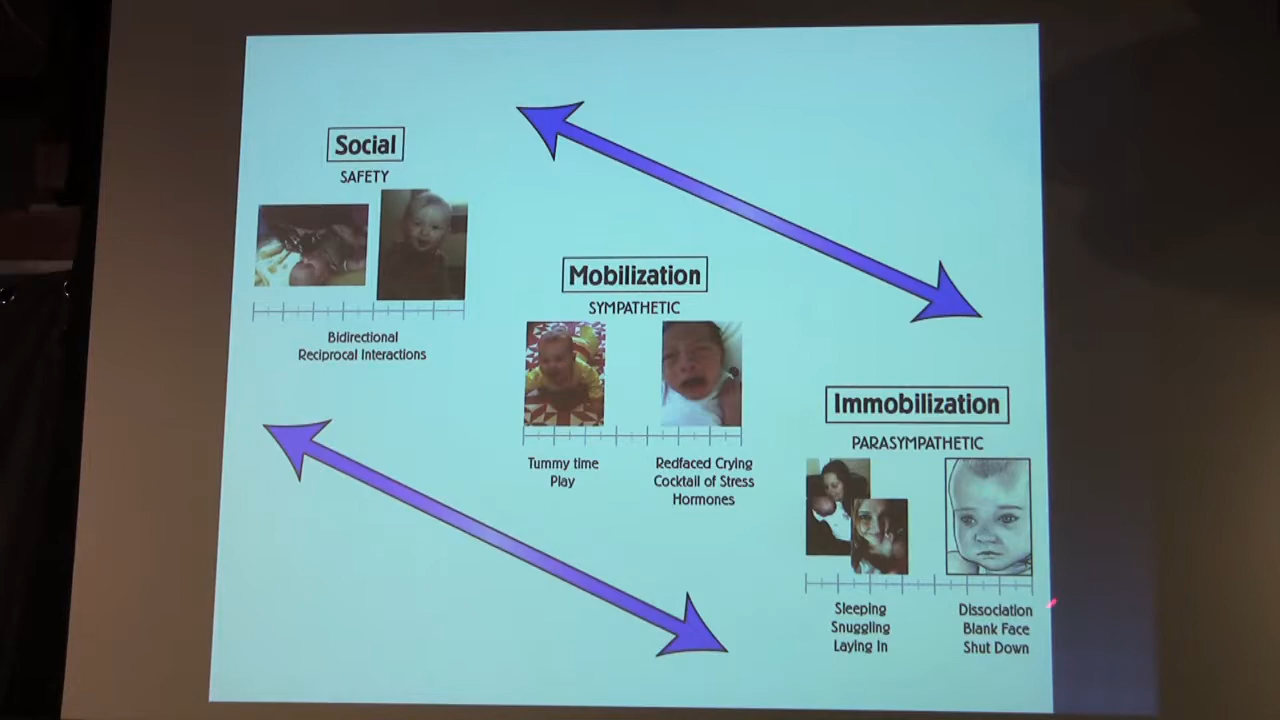 Social
SAFETY
Bidirectional
Reciprocal Interactions
Mobilization
SYMPATHETIC
Tummy time
Play
Redfaced Crying
Cocktail of Stress
Hormones
Immobilization
PARASYMPATHETIC
Sleeping
Snuggling
Laying In
Dissociation
Blank Face
Shut Down